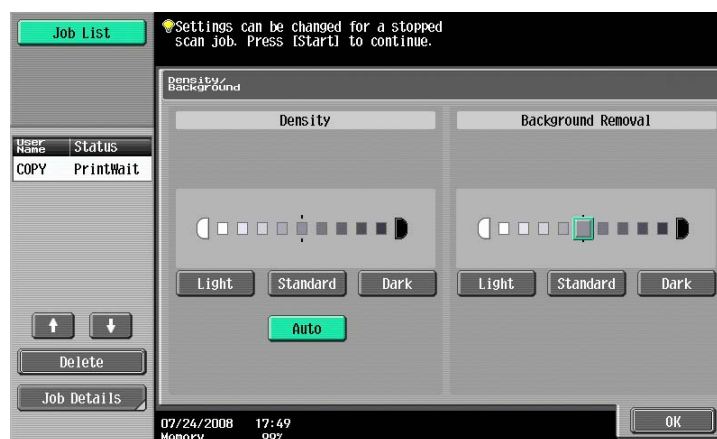 Job List
Settings can be changed for a stopped
scan job. Press [Start] to continue.
Density/
Background
Density
Background Removal
User Name Status
COPY PrintWait
Light Standard Dark
Light Standard Dark
Auto
Delete
Job Details
07/24/2008 17:49
Memory 99%
OK